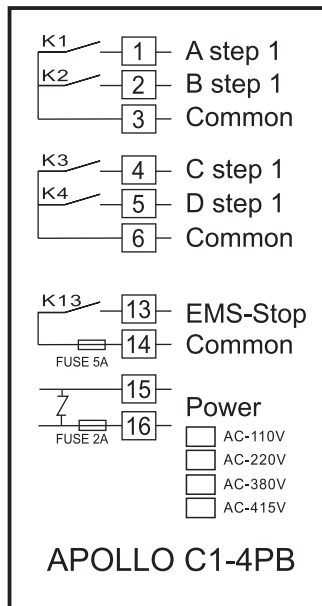 K1 1 A step 1
K2 2 B step 1
3 Common
K3 4 C step 1
K4 5 D step 1
6 Common
K13 13 EMS-Stop
14 Common
FUSE 5A
15
Power
16
FUSE 2A
AC-110V
AC-220V
AC-380V
AC-415V
APOLLO C1-4PB